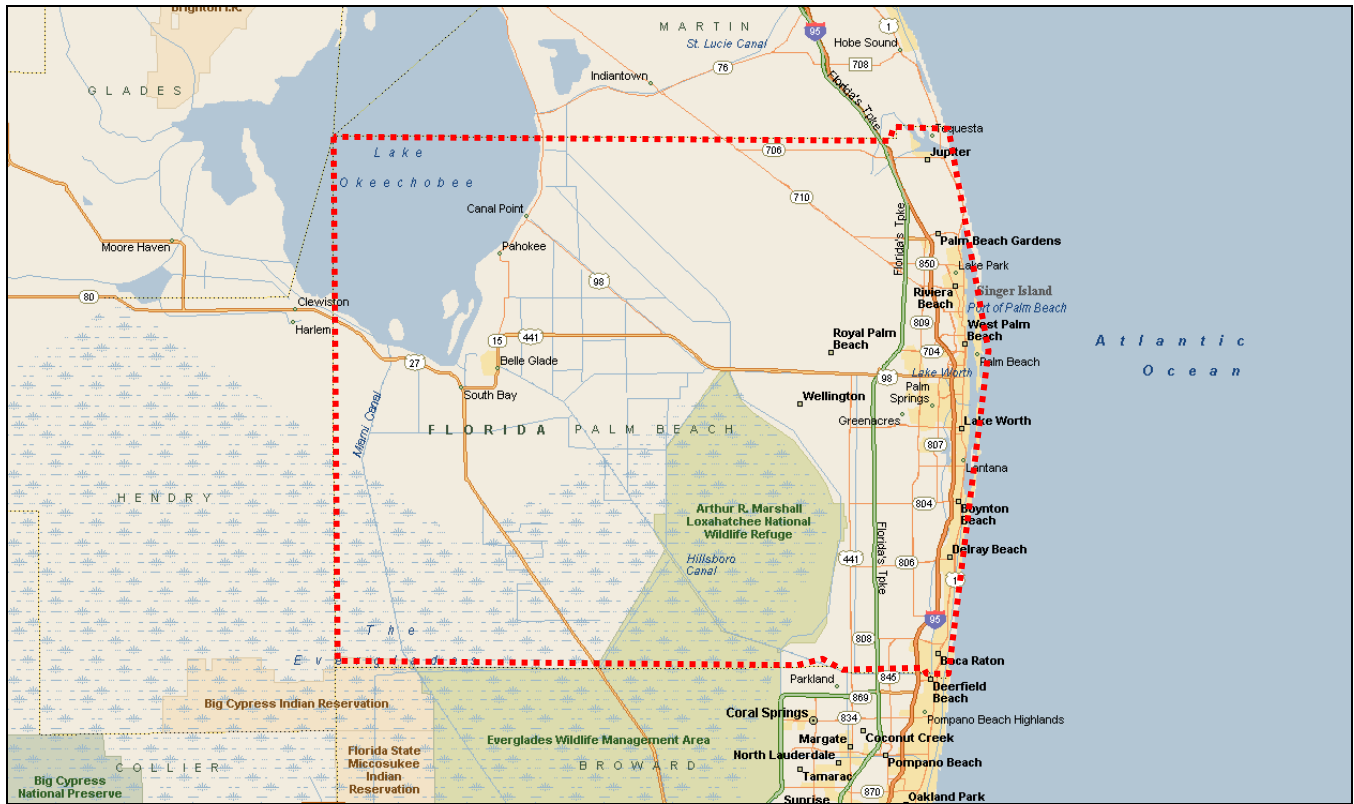 Brighton I.R.
MARTIN
95
1
St. Lucie Canal
Hobe Sound
76
708
Indiantown
GLADES
Florida's Tpke
Tequesta
Lake
Okeechobee
706
Jupiter
710
Canal Point
Florida's Tpke
Moore Haven
Pahokee
Palm Beach Gardens
850
Lake Park
98
Riviera
Beach
Singer Island
Port of Palm Beach
80
Clewiston
Harlem
809
West Palm
Beach
Royal Palm
Beach
15
441
704
Palm Beach
Atlantic
Ocean
27
Belle Glade
Lake Worth
98
South Bay
Palm
Springs
Wellington
Greenacres
Miami Canal
FLORIDA
PALM BEACH
Lake Worth
807
Lantana
HENDRY
804
Boynton
Beach
Arthur R. Marshall
Loxahatchee National
Wildlife Refuge
Florida's Tpke
Hillsboro
Canal
441
806
Delray Beach
1
95
The
Everglades
808
Boca Raton
Parkland
845
Deerfield
Beach
Big Cypress Indian Reservation
869
Coral Springs
834
Pompano Beach Highlands
Everglades Wildlife Management Area
Margate
Coconut Creek
Florida State
Miccosukee
Indian
Reservation
North Lauderdale
Pompano Beach
COLLIER
BROWARD
Tamarac
Big Cypress
National Preserve
870
Sunrise
Oakland Park